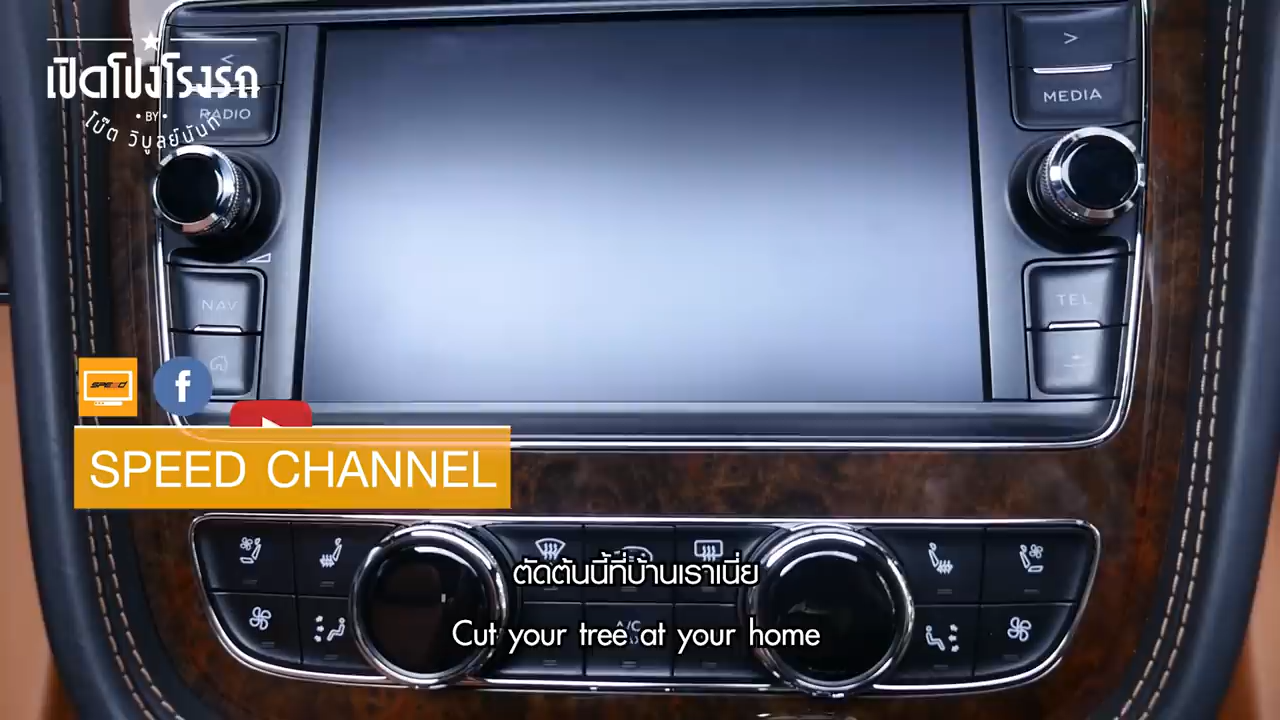 เปิดโปงโรงรถ
• BY •
โบ๊ต วิบูลย์นันท์
<
RADIO
>
MEDIA
NAV
TEL
SPEED
f
SPEED CHANNEL
ตัดต้นนี้ที่บ้านเราเนี่ย
A/C
Cut your tree at your home